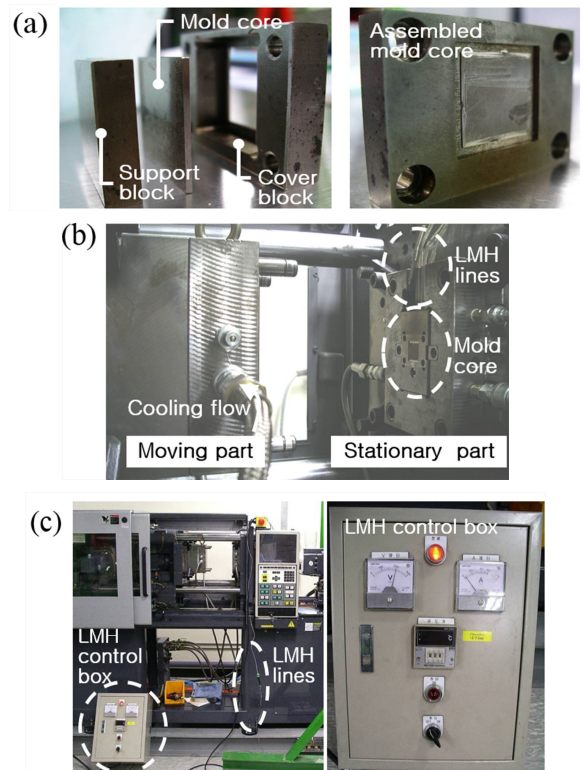 (a)
Mold core
Support
block
Cover
block
Assembled
mold core
(b)
LMH
lines
Mold
core
Cooling flow
Moving part
Stationary part
(c)
LMH
control
box
LMH
lines
LMH control box
V
A